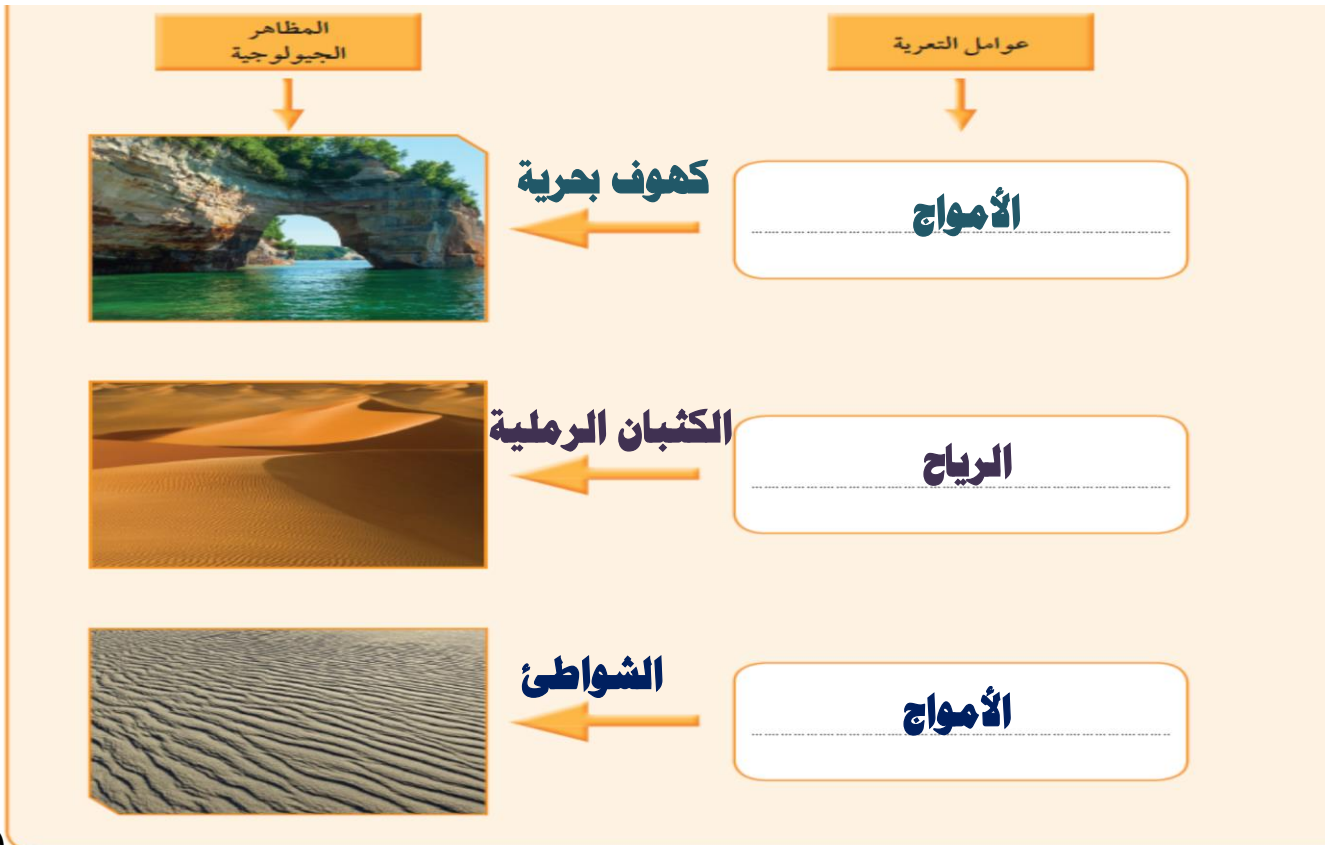 عوامل التعرية
المظاهر
الجيولوجية
كهوف بحرية
الأمواج
الكثبان الرملية
الرياح
الشواطئ
الأمواج